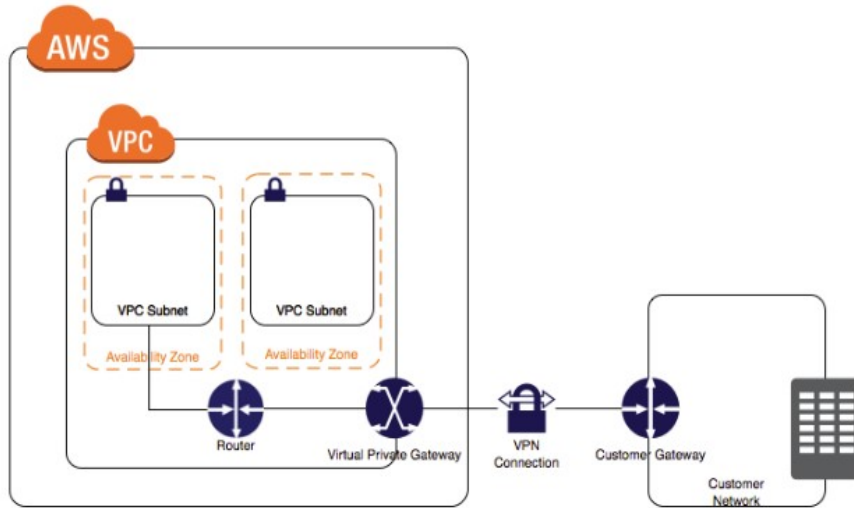 AWS
VPC
VPC Subnet
VPC Subnet
Availability Zone
Availability Zone
Router
Virtual Private Gateway
VPN
Connection
Customer Gateway
Customer
Network